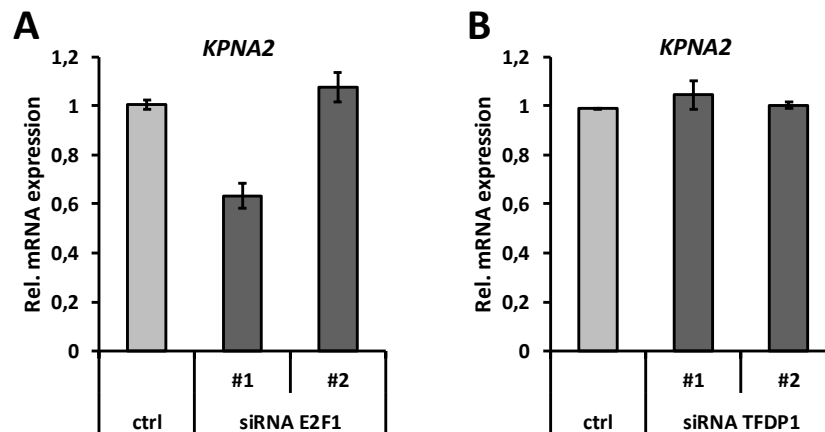 A
KPNA2
Rel. mRNA expression
1,2
1
0,8
0,6
0,4
0,2
0
#1 #2
ctrl siRNA E2F1
B
KPNA2
Rel. mRNA expression
1,2
1
0,8
0,6
0,4
0,2
0
#1 #2
ctrl siRNA TFDP1